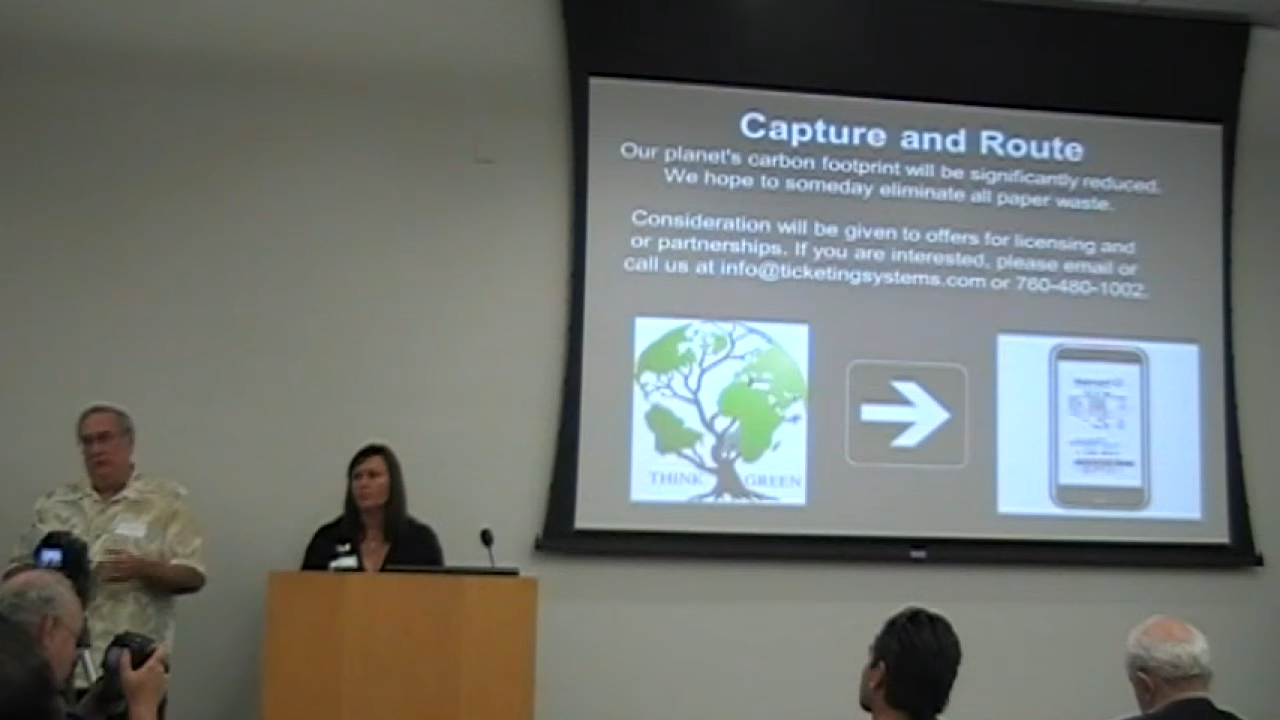 Capture and Route
Our planet's carbon footprint will be significantly reduced.
We hope to someday eliminate all paper waste.
Consideration will be given to offers for licensing and
or partnerships. If you are interested, please email or
call us at info@ticketingsystems.com or 760-480-1002.
THINK GREEN
Walmart